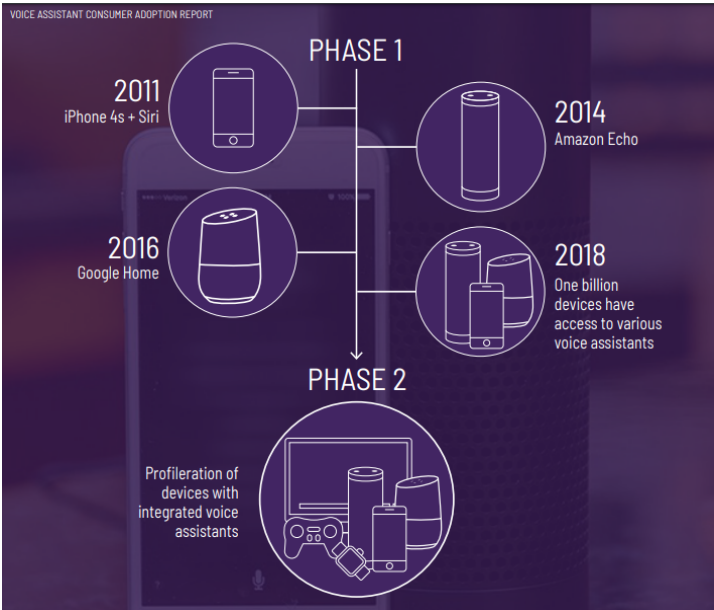 VOICE ASSISTANT CONSUMER ADOPTION REPORT
PHASE 1
2011
iPhone 4s + Siri
2014
Amazon Echo
2016
Google Home
2018
One billion
devices have
access to various
voice assistants
PHASE 2
Profileration of
devices with
integrated voice
assistants